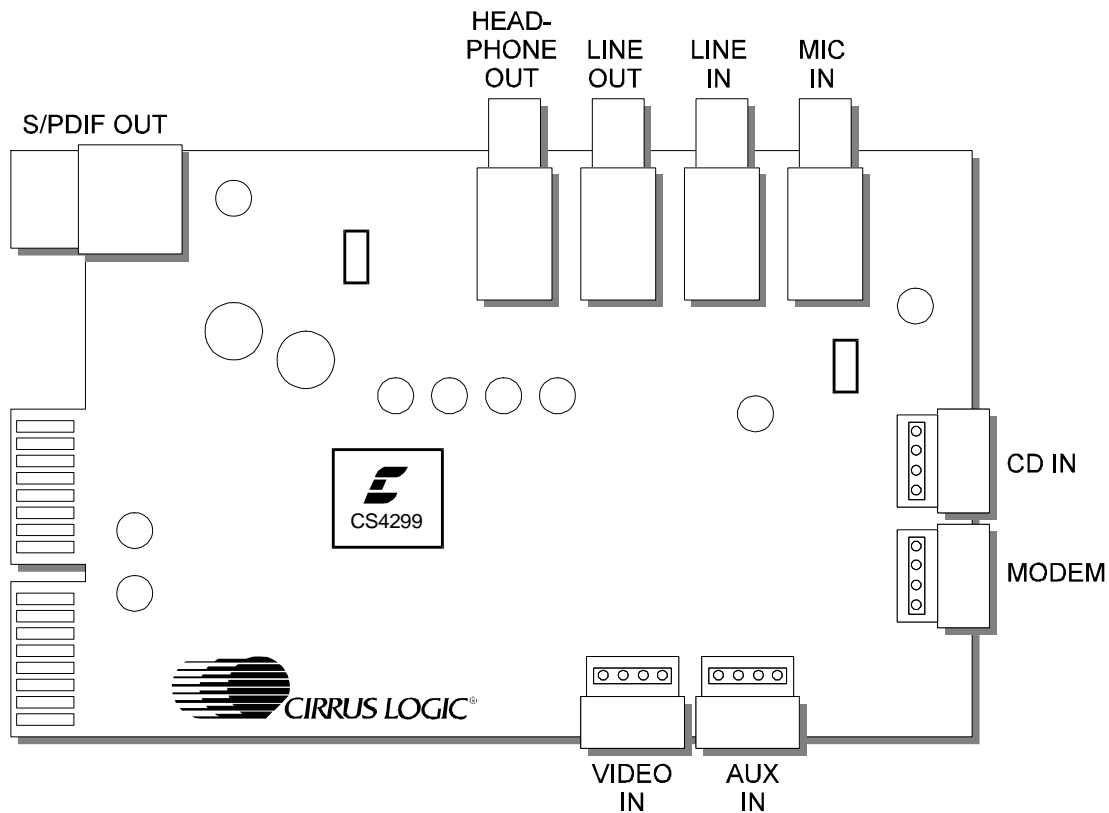 HEAD-
PHONE
OUT
LINE
OUT
LINE
IN
MIC
IN
S/PDIF OUT
CD IN
CS4299
MODEM
CIRRUS LOGIC®
VIDEO
IN
AUX
IN